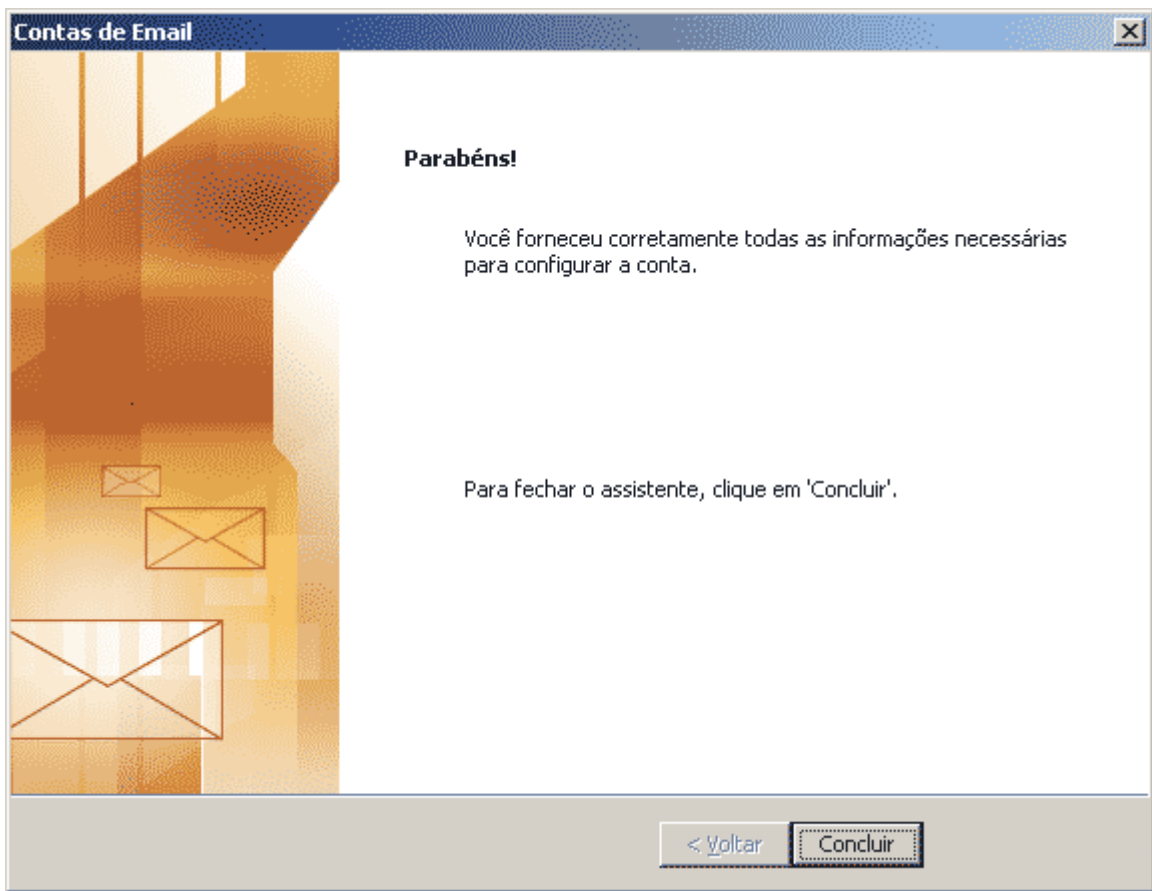 Contas de Email
Parabéns!
Você forneceu corretamente todas as informações necessárias
para configurar a conta.
Para fechar o assistente, clique em 'Concluir'.
< Voltar
Concluir